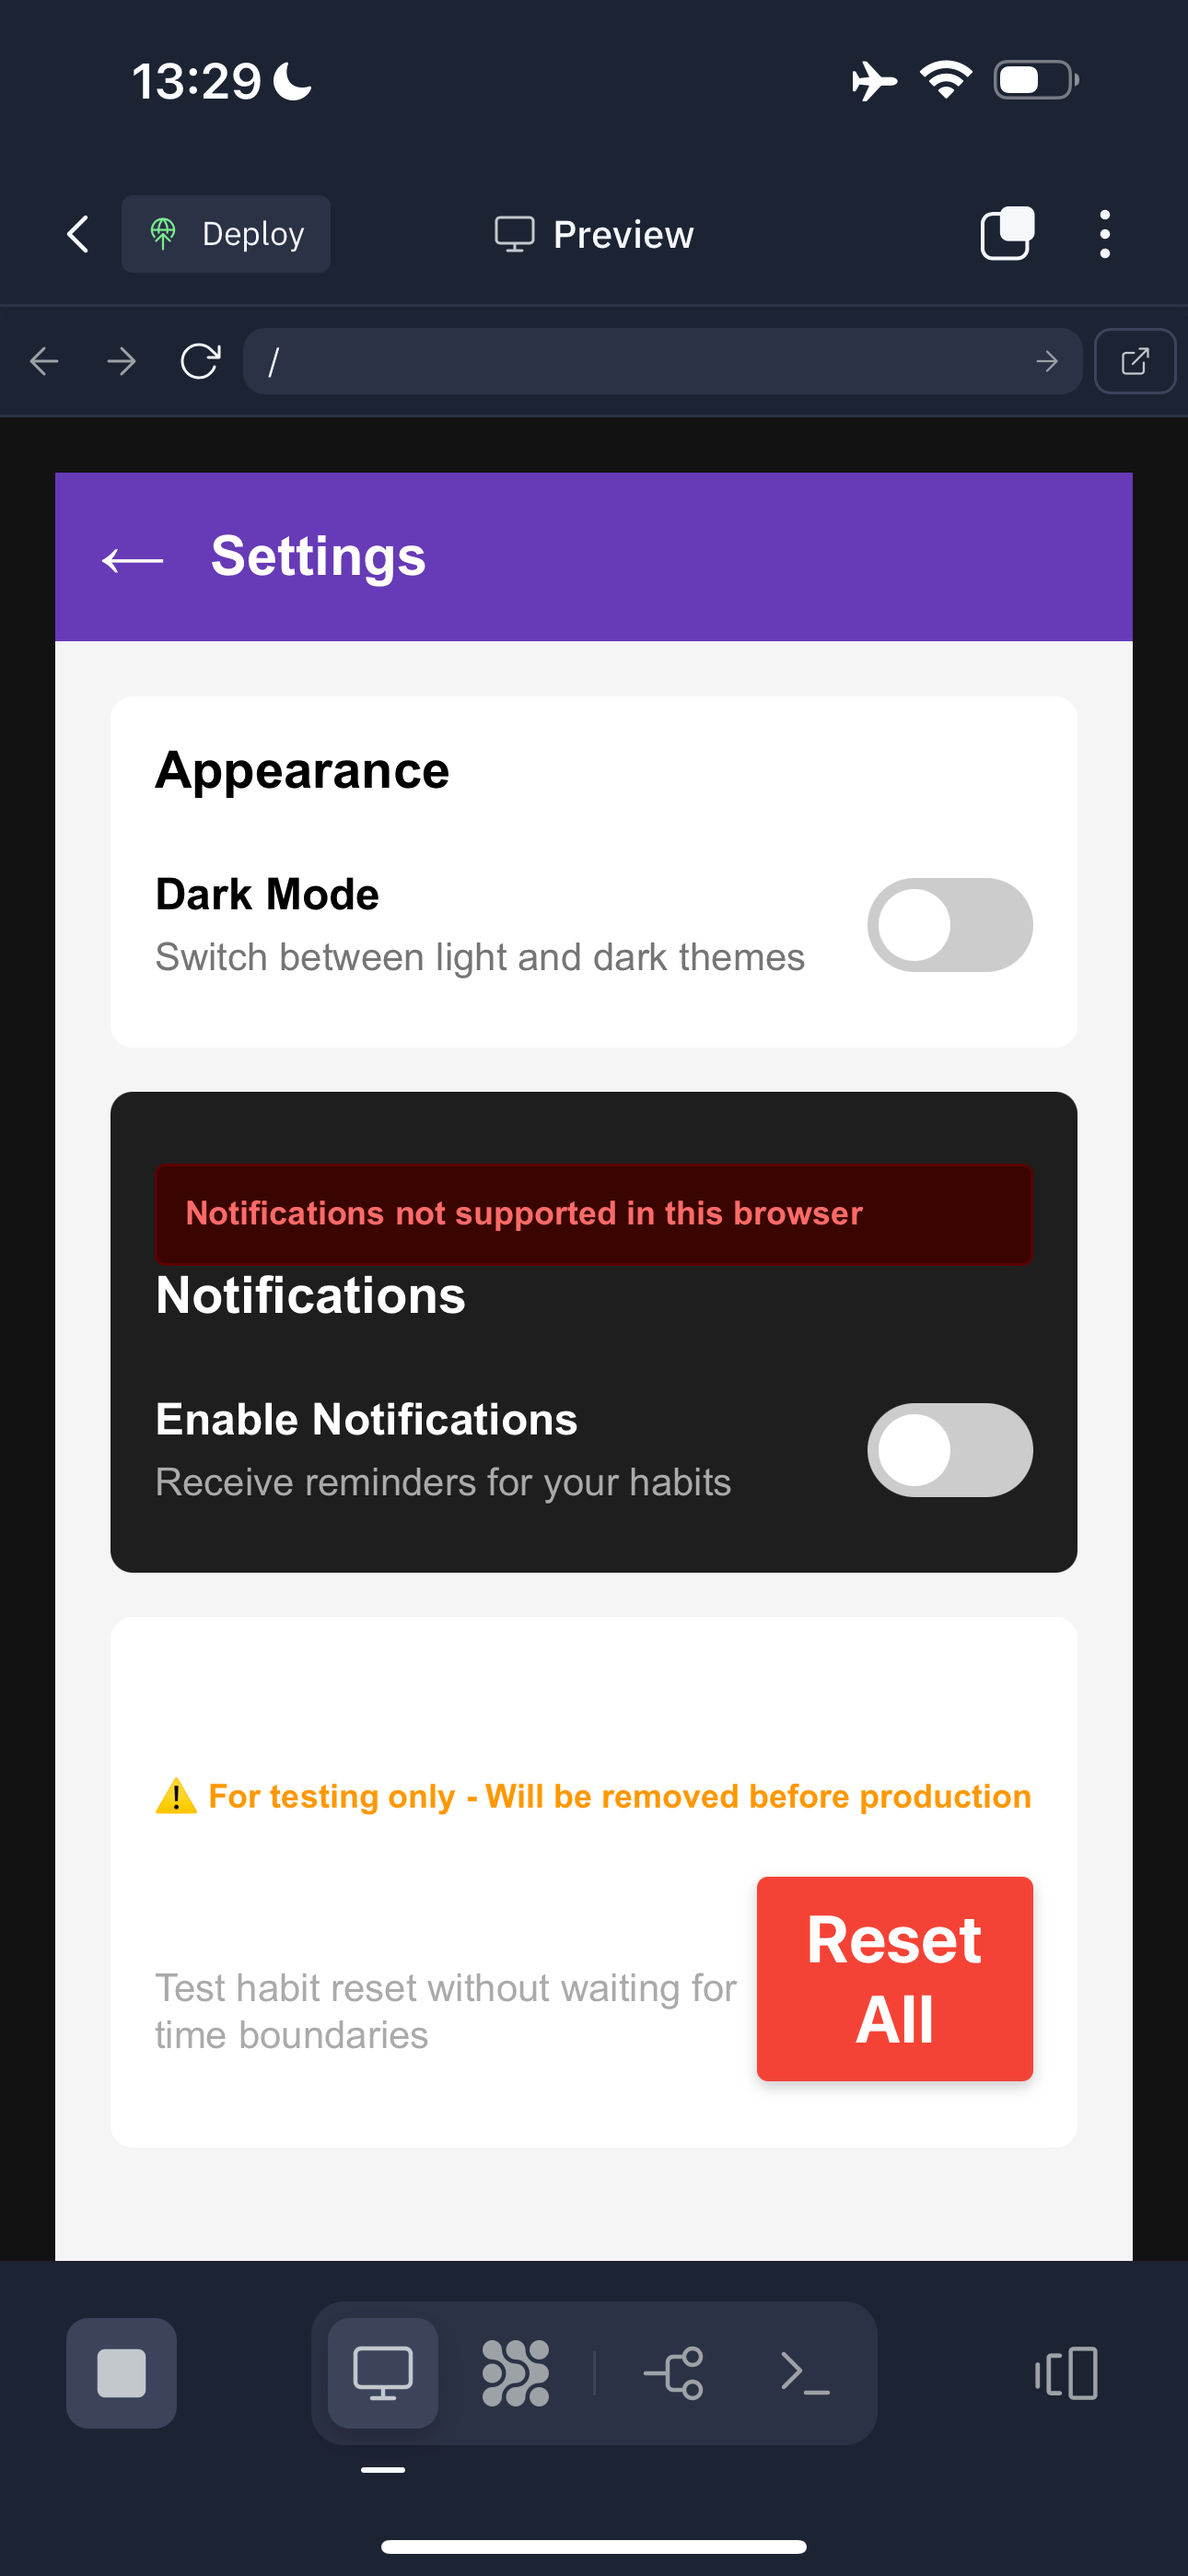 13:29
Deploy
Preview
/
Settings
Appearance
Dark Mode
Switch between light and dark themes
Notifications not supported in this browser
Notifications
Enable Notifications
Receive reminders for your habits
⚠️ For testing only - Will be removed before production
Test habit reset without waiting for
time boundaries
Reset
All